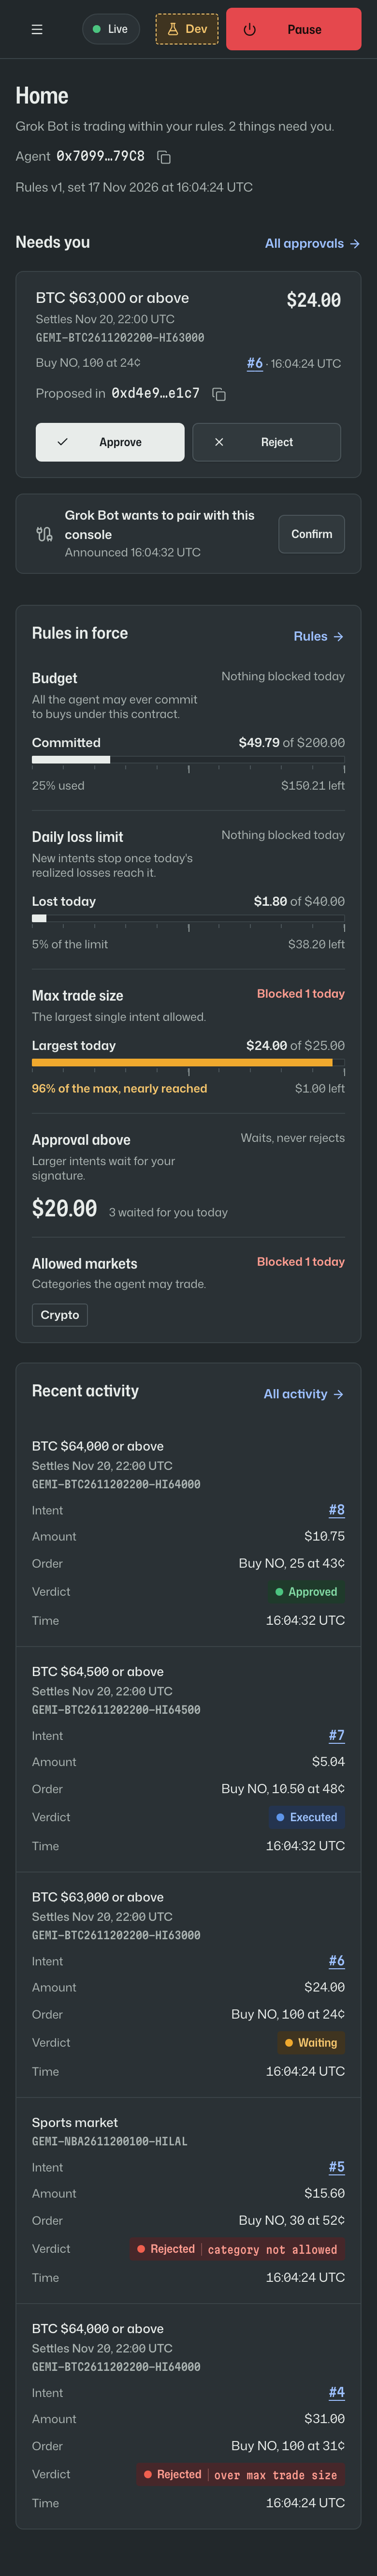 Live
Dev
Pause
Home
Grok Bot is trading within your rules. 2 things need you.
Agent 0x7099…79C8
Rules v1, set 17 Nov 2026 at 16:04:24 UTC
Needs you
All approvals →
BTC $63,000 or above
$24.00
Settles Nov 20, 22:00 UTC
GEMI-BTC2611202200-HI63000
Buy NO, 100 at 24¢
#6 · 16:04:24 UTC
Proposed in 0xd4e9…e1c7
Approve
Reject
Grok Bot wants to pair with this
console
Announced 16:04:32 UTC
Confirm
Rules in force
Rules →
Budget
Nothing blocked today
All the agent may ever commit
to buys under this contract.
Committed
$49.79 of $200.00
25% used
$150.21 left
Daily loss limit
Nothing blocked today
New intents stop once today's
realized losses reach it.
Lost today
$1.80 of $40.00
5% of the limit
$38.20 left
Max trade size
Blocked 1 today
The largest single intent allowed.
Largest today
$24.00 of $25.00
96% of the max, nearly reached
$1.00 left
Approval above
Waits, never rejects
Larger intents wait for your
signature.
$20.00 3 waited for you today
Allowed markets
Blocked 1 today
Categories the agent may trade.
Crypto
Recent activity
All activity →
BTC $64,000 or above
Settles Nov 20, 22:00 UTC
GEMI-BTC2611202200-HI64000
Intent #8
Amount $10.75
Order Buy NO, 25 at 43¢
Verdict Approved
Time 16:04:32 UTC
BTC $64,500 or above
Settles Nov 20, 22:00 UTC
GEMI-BTC2611202200-HI64500
Intent #7
Amount $5.04
Order Buy NO, 10.50 at 48¢
Verdict Executed
Time 16:04:32 UTC
BTC $63,000 or above
Settles Nov 20, 22:00 UTC
GEMI-BTC2611202200-HI63000
Intent #6
Amount $24.00
Order Buy NO, 100 at 24¢
Verdict Waiting
Time 16:04:24 UTC
Sports market
GEMI-NBA2611200100-HILAL
Intent #5
Amount $15.60
Order Buy NO, 30 at 52¢
Verdict Rejected | category not allowed
Time 16:04:24 UTC
BTC $64,000 or above
Settles Nov 20, 22:00 UTC
GEMI-BTC2611202200-HI64000
Intent #4
Amount $31.00
Order Buy NO, 100 at 31¢
Verdict Rejected | over max trade size
Time 16:04:24 UTC